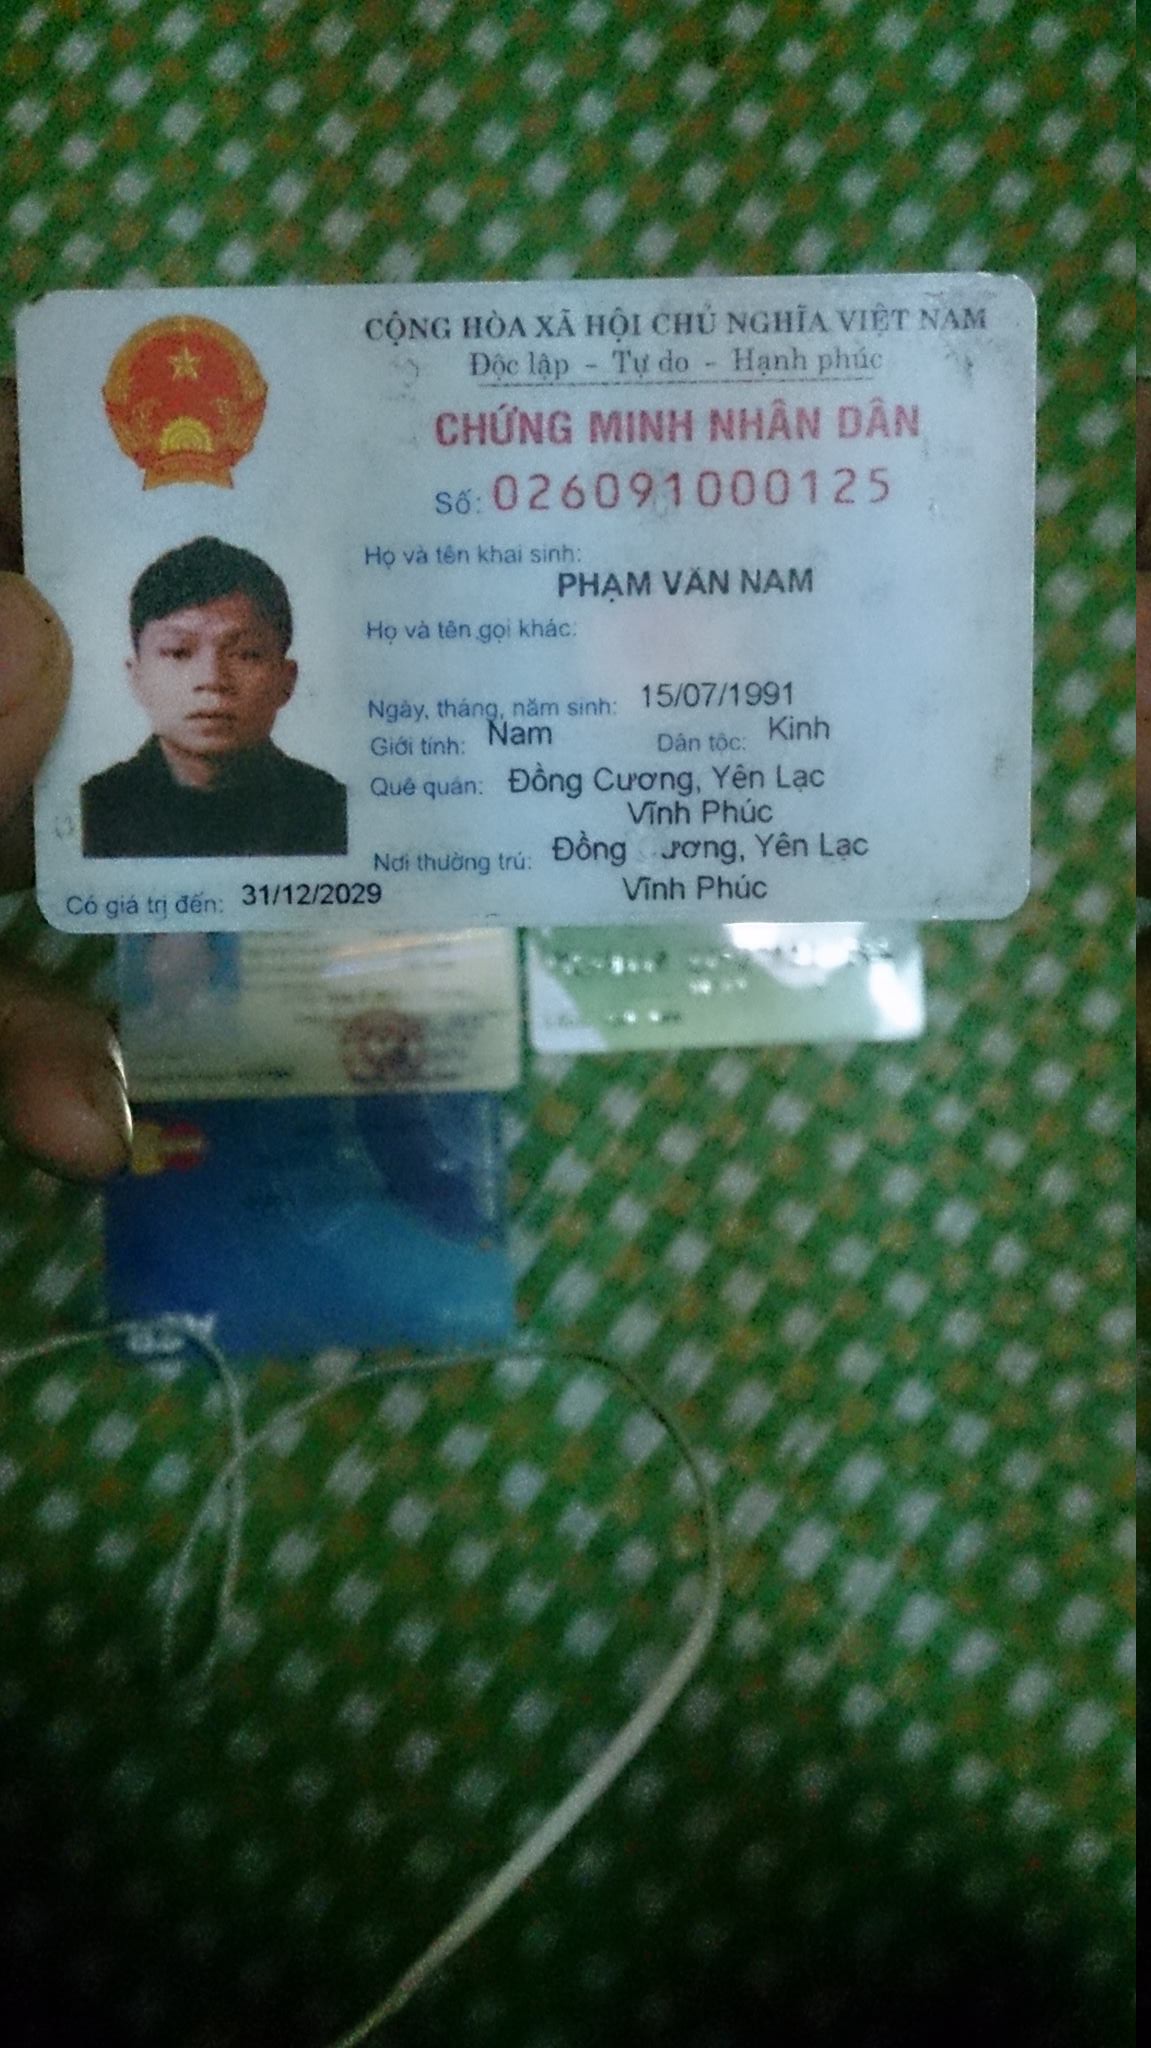 CỘNG HÒA XÃ HỘI CHỦ NGHĨA VIỆT NAM
Độc lập - Tự do - Hạnh phúc
CHỨNG MINH NHÂN DÂN
Số: 026091000125
Họ và tên khai sinh:
PHẠM VĂN NAM
Họ và tên gọi khác:
Ngày, tháng, năm sinh: 15/07/1991
Giới tính: Nam Dân tộc: Kinh
Quê quán: Đồng Cương, Yên Lạc
Vĩnh Phúc
Nơi thường trú: Đồng ương, Yên Lạc
Vĩnh Phúc
Có giá trị đến: 31/12/2029